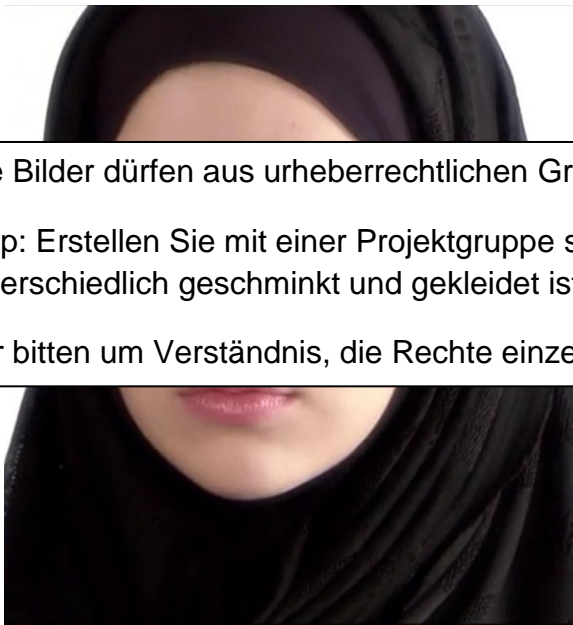 e Bilder dürfen aus urheberrechtlichen Gr
p: Erstellen Sie mit einer Projektgruppe s
erschiedlich geschminkt und gekleidet ist
r bitten um Verständnis, die Rechte einze